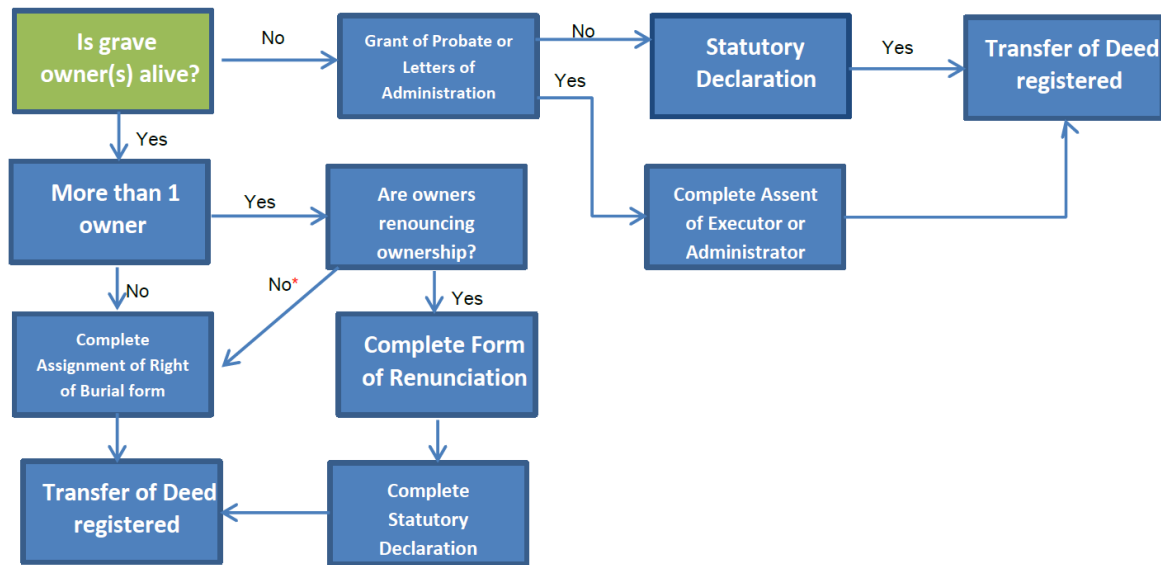 Is grave
owner(s) alive?
No
Grant of Probate or
Letters of
Administration
No
Yes
Statutory
Declaration
Yes
Transfer of Deed
registered
Yes
More than 1
owner
Yes
Are owners
renouncing
ownership?
Complete Assent
of Executor or
Administrator
No
No*
Yes
Complete
Assignment of Right
of Burial form
Complete Form
of Renunciation
Transfer of Deed
registered
Complete
Statutory
Declaration